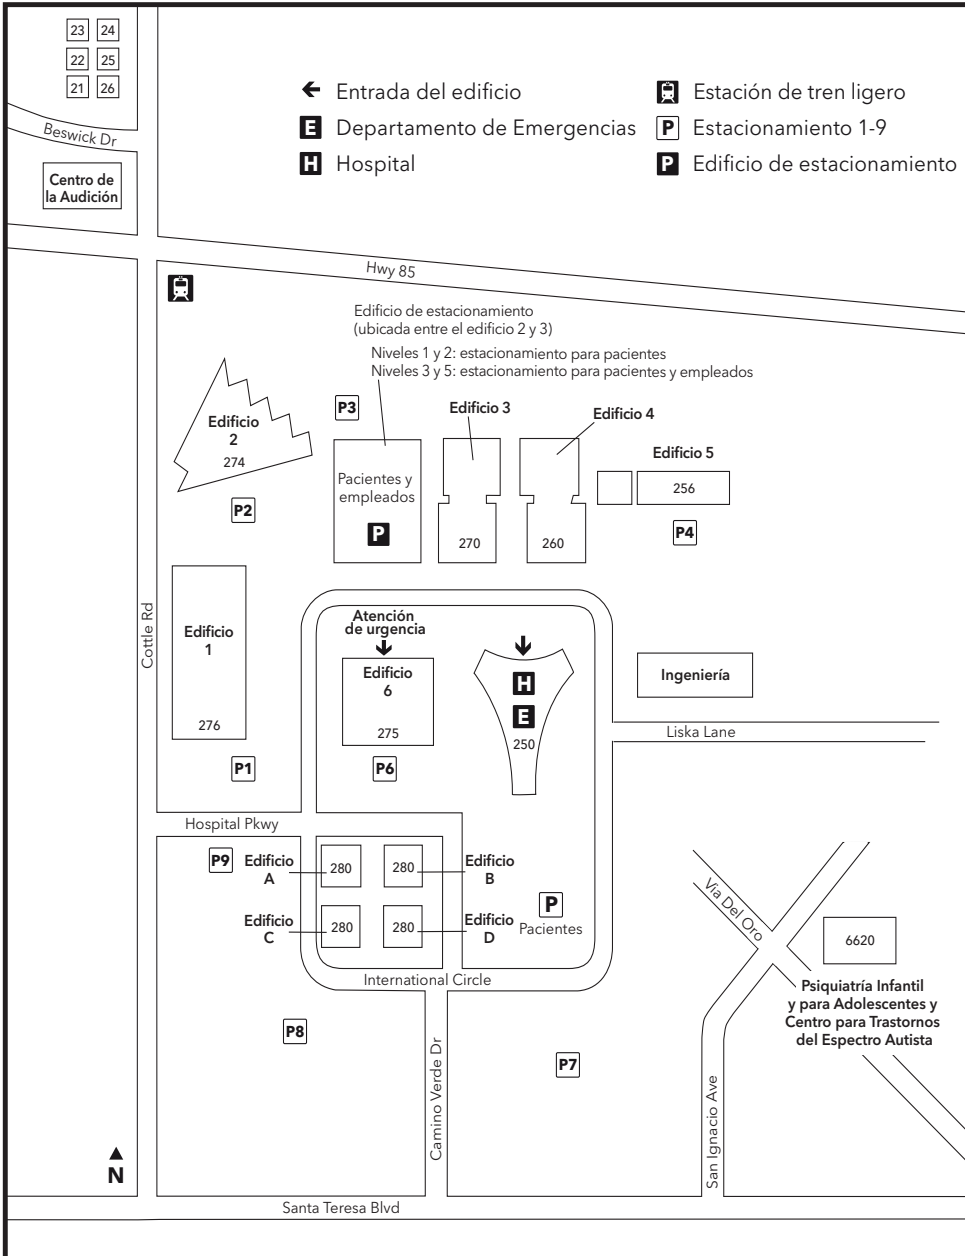 23 24
22 25
21 26
Beswick Dr
Centro de
la Audición
Entrada del edificio
E Departamento de Emergencias
H Hospital
Estación de tren ligero
P Estacionamiento 1-9
P Edificio de estacionamiento
Hwy 85
Edificio de estacionamiento
(ubicada entre el edificio 2 y 3)
Niveles 1 y 2: estacionamiento para pacientes
Niveles 3 y 5: estacionamiento para pacientes y empleados
P3
Edificio 3
Edificio 4
Edificio
2
274
Edificio 5
256
Pacientes y
empleados
P
P2
P4
270
260
Cottle Rd
Edificio
1
276
Atención
de urgencia
Edificio
6
275
H
E
250
Ingeniería
Liska Lane
P1
P6
Hospital Pkwy
P9
Edificio
A
280
280
Edificio
B
Edificio
C
280
280
Edificio
D
P
Pacientes
Via Del Oro
6620
Psiquiatría Infantil
y para Adolescentes y
Centro para Trastornos
del Espectro Autista
International Circle
P8
P7
Camino Verde Dr
San Ignacio Ave
N
Santa Teresa Blvd